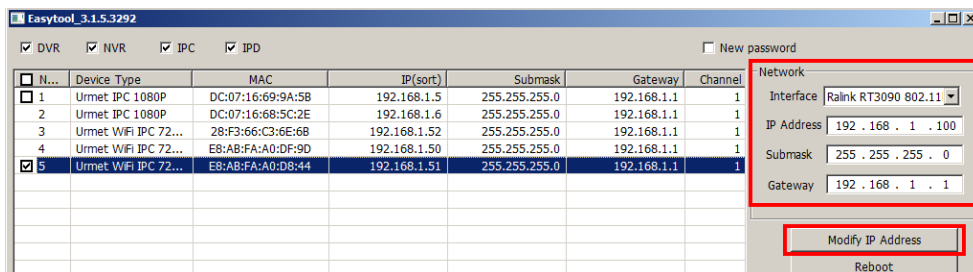 Easytool_3.1.5.3292
DVR NVR IPC IPD New password
N... Device Type MAC IP(sort) Submask Gateway Channel
1 Urmet IPC 1080P DC:07:16:69:9A:5B 192.168.1.5 255.255.255.0 192.168.1.1 1
2 Urmet IPC 1080P DC:07:16:68:5C:2E 192.168.1.6 255.255.255.0 192.168.1.1 1
3 Urmet WiFi IPC 72... 28:F3:66:C3:6E:6B 192.168.1.52 255.255.255.0 192.168.1.1 1
4 Urmet WiFi IPC 72... E8:AB:FA:A0:DF:9D 192.168.1.50 255.255.255.0 192.168.1.1 1
5 Urmet WiFi IPC 72... E8:AB:FA:A0:D8:44 192.168.1.51 255.255.255.0 192.168.1.1 1
Network
Interface Ralink RT3090 802.11
IP Address 192 . 168 . 1 . 100
Submask 255 . 255 . 255 . 0
Gateway 192 . 168 . 1 . 1
Modify IP Address
Reboot